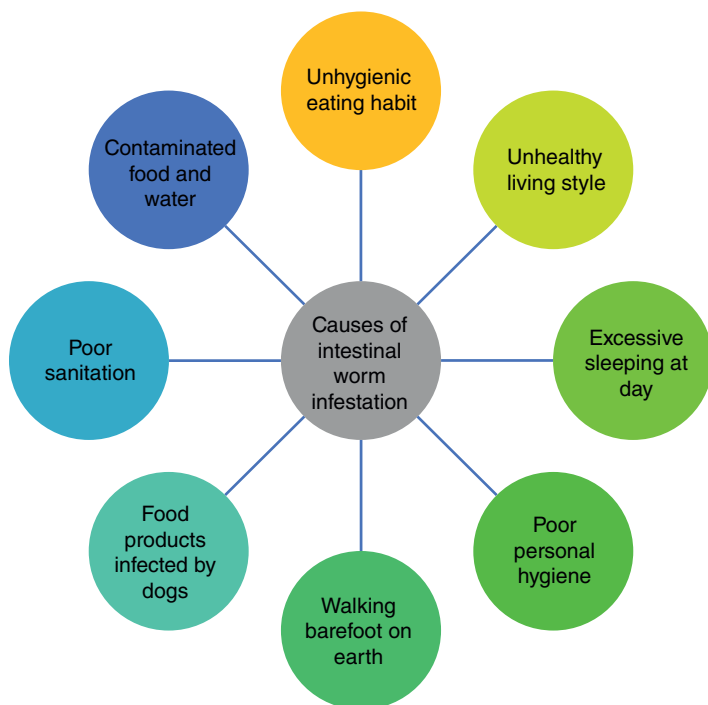 Unhygienic
eating habit
Contaminated
food and
water
Unhealthy
living style
Causes of
intestinal
worm
infestation
Poor
sanitation
Excessive
sleeping at
day
Food
products
infected by
dogs
Poor
personal
hygiene
Walking
barefoot on
earth